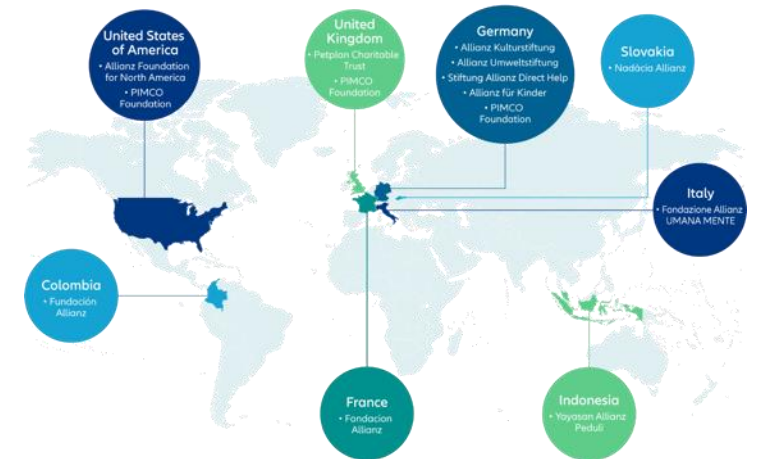 United States
of America
• Allianz Foundation
for North America
• PIMCO
Foundation
United
Kingdom
• Petplan Charitable
Trust
• PIMCO
Foundation
Germany
• Allianz Kulturstiftung
• Allianz Umweltstiftung
• Stiftung Allianz Direct Help
• Allianz für Kinder
• PIMCO
Foundation
Slovakia
• Nadácia Allianz
Italy
• Fondazione Allianz
UMANA MENTE
Colombia
• Fundación
Allianz
France
• Fondacion
Allianz
Indonesia
• Yayasan Allianz
Peduli